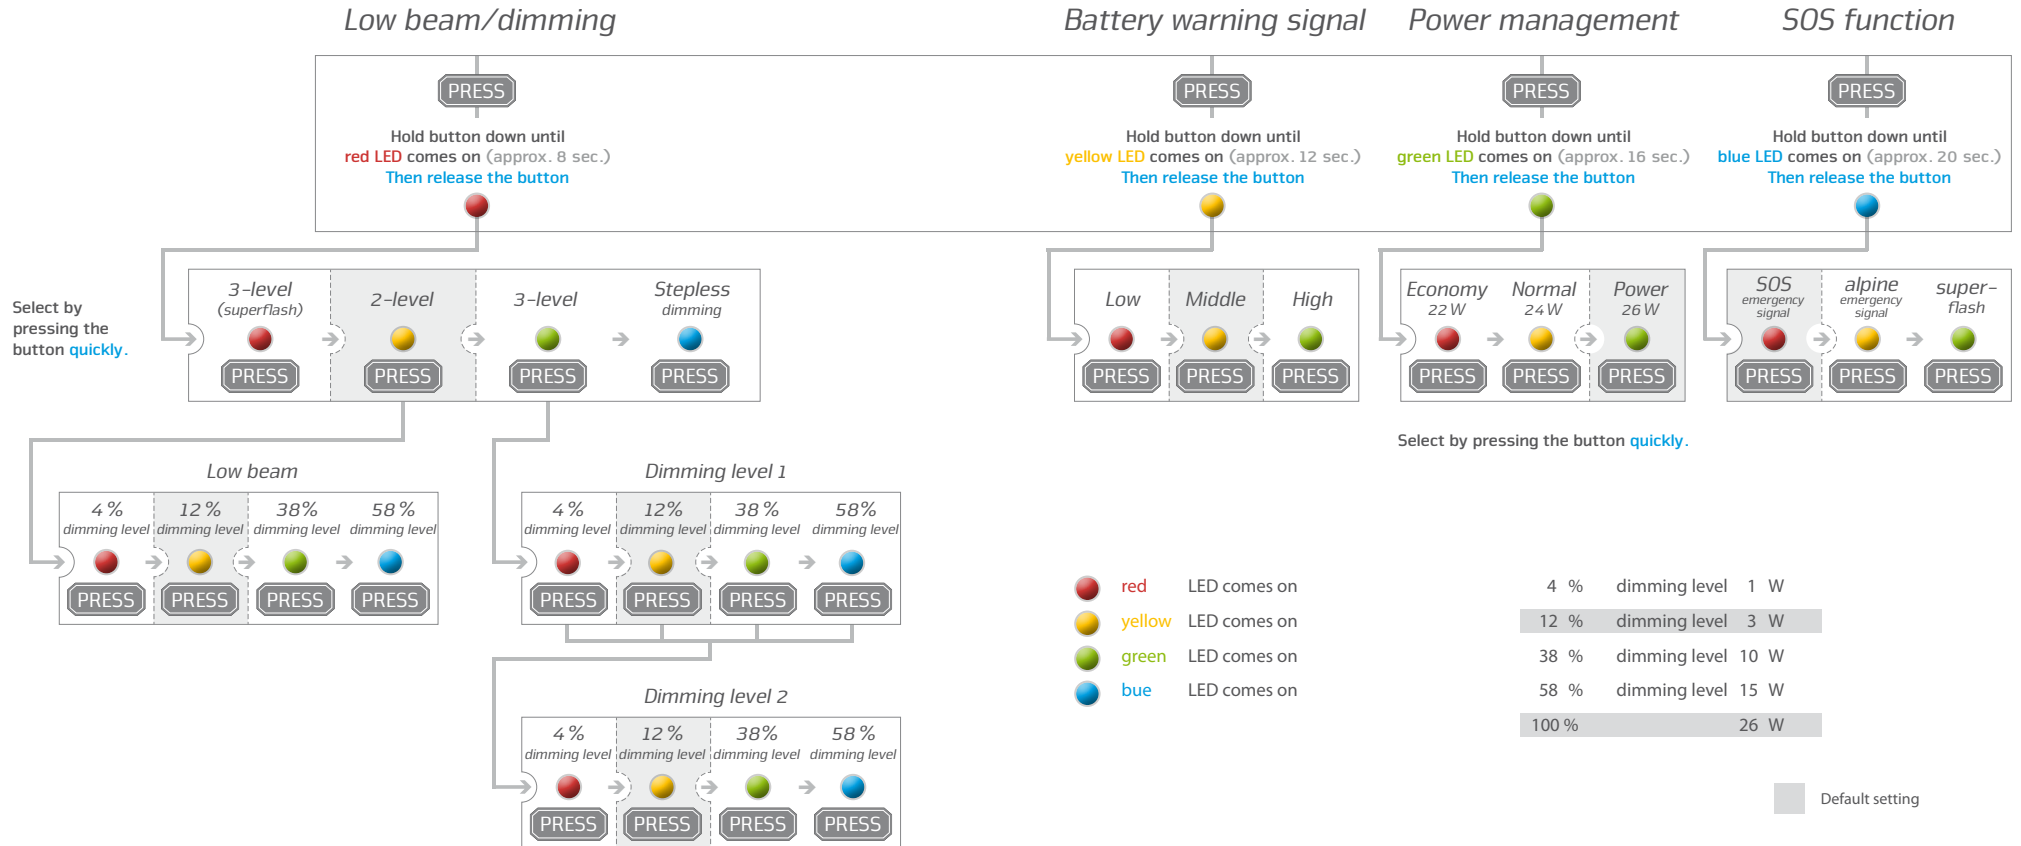 Low beam/dimming
Battery warning signal
Power management
SOS function
PRESS
PRESS
PRESS
PRESS
Hold button down until
red LED comes on (approx. 8 sec.)
Then release the button
Hold button down until
yellow LED comes on (approx. 12 sec.)
Then release the button
Hold button down until
green LED comes on (approx. 16 sec.)
Then release the button
Hold button down until
blue LED comes on (approx. 20 sec.)
Then release the button
Select by
pressing the
button quickly.
3-level
(superflash)
PRESS
2-level
PRESS
3-level
PRESS
Stepless
dimming
PRESS
Low
PRESS
Middle
PRESS
High
PRESS
Economy
22 W
PRESS
Normal
24 W
PRESS
Power
26 W
PRESS
SOS
emergency
signal
PRESS
alpine
emergency
signal
PRESS
super-
flash
PRESS
Select by pressing the button quickly.
Low beam
4 %
dimming level
PRESS
12 %
dimming level
PRESS
38%
dimming level
PRESS
58 %
dimming level
PRESS
Dimming level 1
4 %
dimming level
PRESS
12%
dimming level
PRESS
38 %
dimming level
PRESS
58%
dimming level
PRESS
Dimming level 2
4 %
dimming level
PRESS
12 %
dimming level
PRESS
38%
dimming level
PRESS
58 %
dimming level
PRESS
red LED comes on
yellow LED comes on
green LED comes on
blue LED comes on
4 % dimming level 1 W
12 % dimming level 3 W
38 % dimming level 10 W
58 % dimming level 15 W
100 % 26 W
Default setting